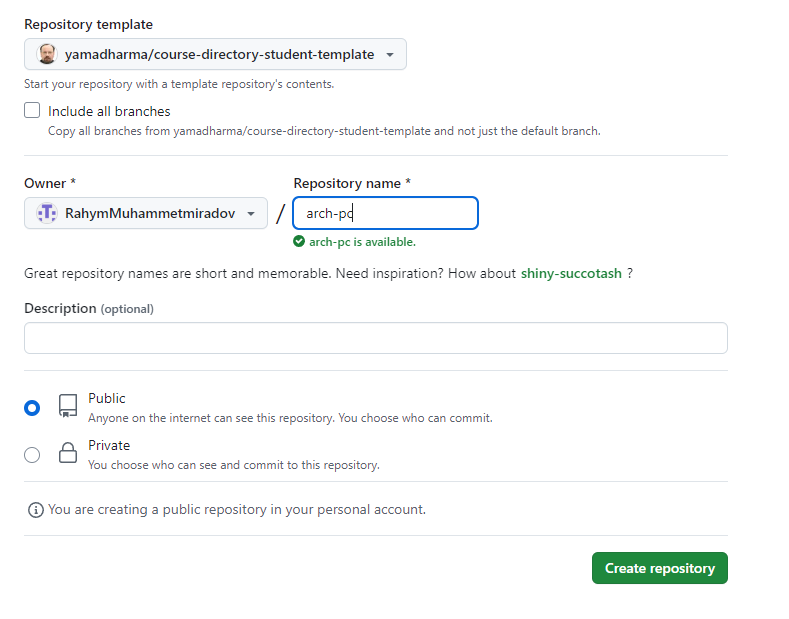 Repository template
yamadharma/course-directory-student-template
Start your repository with a template repository's contents.
Include all branches
Copy all branches from yamadharma/course-directory-student-template and not just the default branch.
Owner * Repository name *
RahymMuhammetmiradov / arch-pc
arch-pc is available.
Great repository names are short and memorable. Need inspiration? How about shiny-succotash ?
Description (optional)
Public
Anyone on the internet can see this repository. You choose who can commit.
Private
You choose who can see and commit to this repository.
You are creating a public repository in your personal account.
Create repository